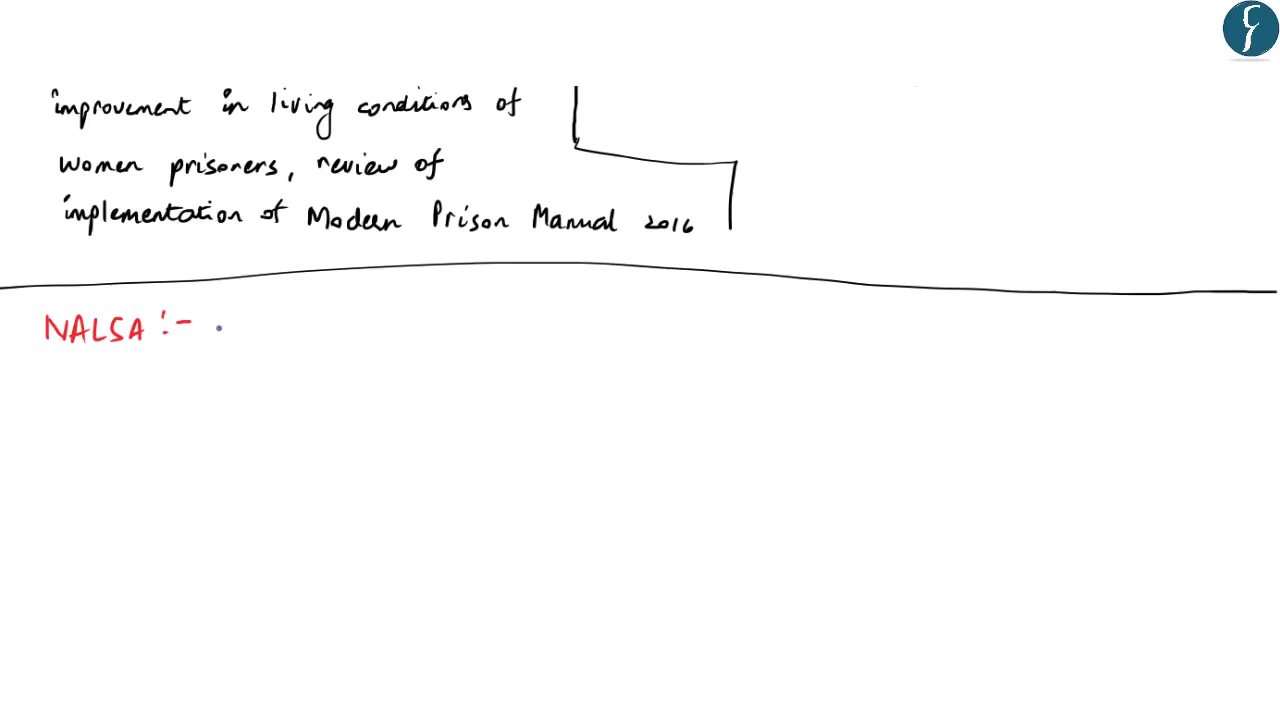 improvement in living conditions of
women prisoners, review of
implementation of Modern Prison Manual 2016
NALSA :-